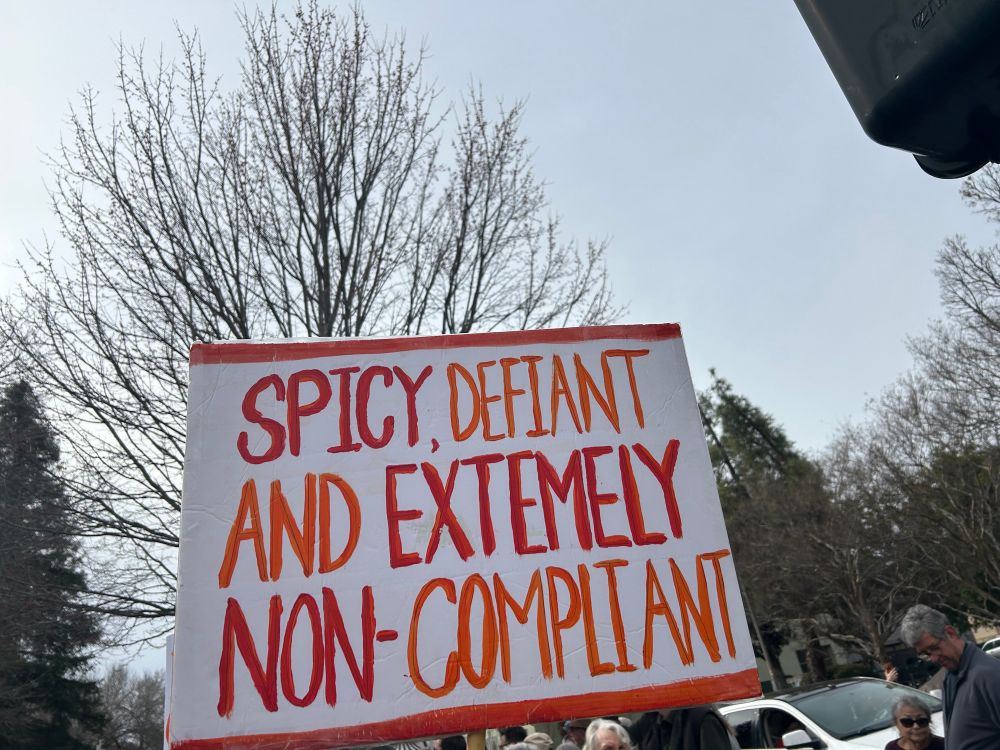 SPICY, DEFIANT
AND EXTEMELY
NON-COMPLIANT